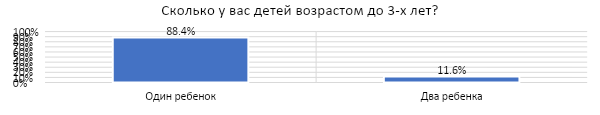 Сколько у вас детей возрастом до 3-х лет?
100%
88.4%
11.6%
0%
Один ребенок
Два ребенка